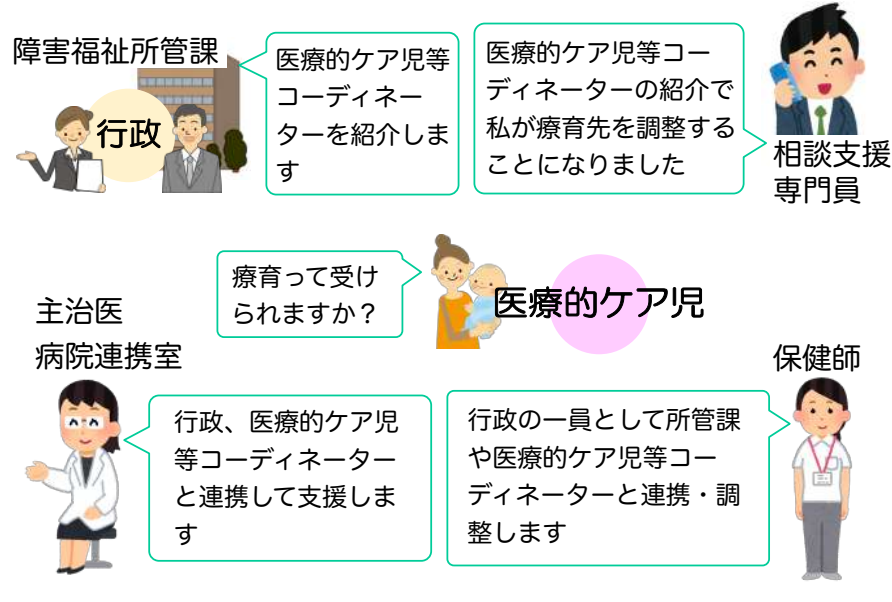 障害福祉所管課
行政
医療的ケア児等
コーディネー
ターを紹介しま
す
医療的ケア児等コー
ディネーターの紹介で
私が療育先を調整する
ことになりました
相談支援
専門員
療育って受け
られますか？
医療的ケア児
主治医
病院連携室
行政、医療的ケア児
等コーディネーター
と連携して支援しま
す
保健師
行政の一員として所管課
や医療的ケア児等コー
ディネーターと連携・調
整します